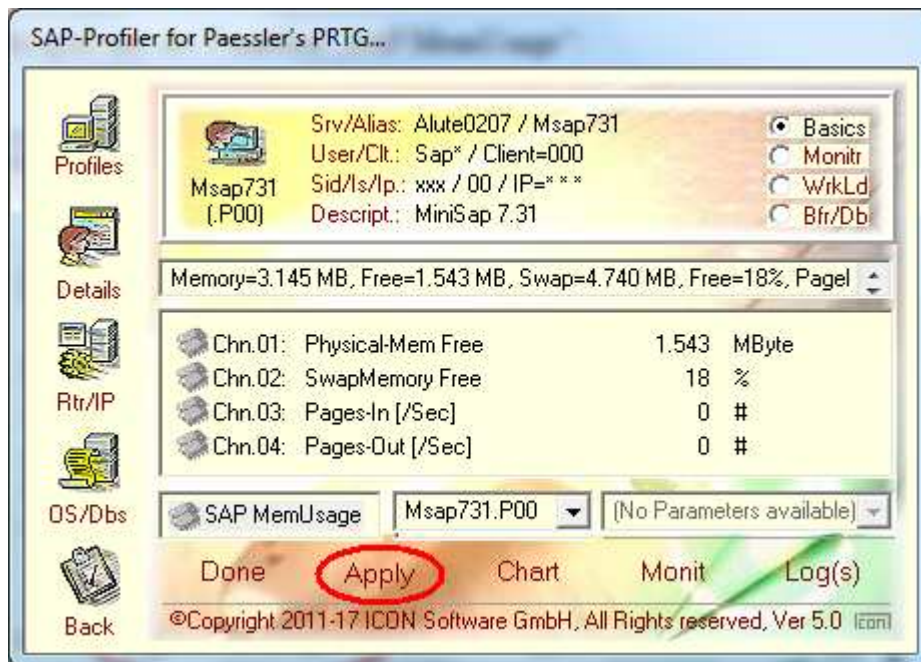 SAP-Profiler for Paessler's PRTG...
Profiles
Details
Rtr/IP
OS/Dbs
Back
Msap731
(.P00)
Srv/Alias: Alute0207 / Msap731
User/Clt.: Sap* / Client=000
Sid/Is/Ip.: xxx / 00 / IP=* * *
Descript.: MiniSap 7.31
Basics
Monitr
WrkLd
Bfr/Db
Memory=3.145 MB, Free=1.543 MB, Swap=4.740 MB, Free=18%, PageI
Chn.01: Physical-Mem Free 1.543 MByte
Chn.02: SwapMemory Free 18 %
Chn.03: Pages-In [/Sec] 0 #
Chn.04: Pages-Out [/Sec] 0 #
SAP MemUsage Msap731.P00 (No Parameters available)
Done Apply Chart Monit Log(s)
©Copyright 2011-17 ICON Software GmbH, All Rights reserved, Ver 5.0 Icon